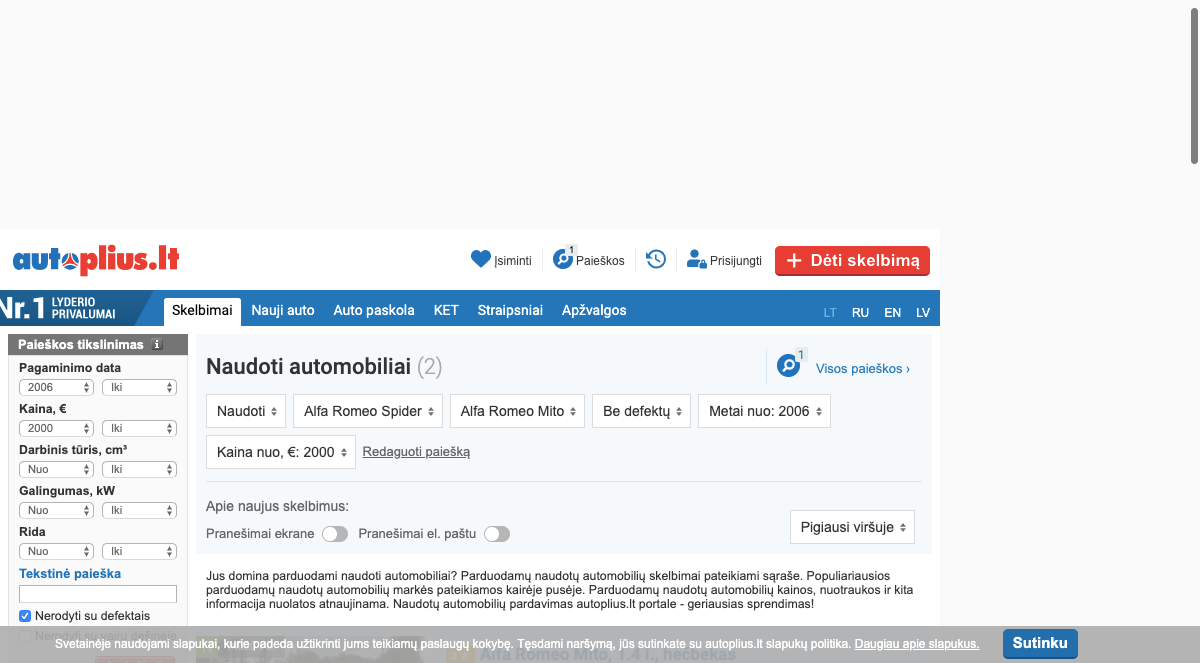 autoplius.lt
Įsiminti
1
Paieškos
Prisijungti
Dėti skelbimą
Nr.1 LYDERIO PRIVALUMAI
Skelbimai
Nauji auto
Auto paskola
KET
Straipsniai
Apžvalgos
LT
RU
EN
LV
Paieškos tikslinimas i
Pagaminimo data
2006
Iki
Kaina, €
2000
Iki
Darbinis tūris, cm³
Nuo
Iki
Galingumas, kW
Nuo
Iki
Rida
Nuo
Iki
Tekstinė paieška
Nerodyti su defektais
Nerodyti su vairu dešinėje
Naudoti automobiliai (2)
1
Visos paieškos ›
Naudoti
Alfa Romeo Spider
Alfa Romeo Mito
Be defektų
Metai nuo: 2006
Kaina nuo, €: 2000
Redaguoti paiešką
Apie naujus skelbimus:
Pranešimai ekrane
Pranešimai el. paštu
Pigiausi viršuje
Jus domina parduodami naudoti automobiliai? Parduodamų naudotų automobilių skelbimai pateikiami sąraše. Populiariausios
parduodamų naudotų automobilių markės pateikiamos kairėje pusėje. Parduodamų naudotų automobilių kainos, nuotraukos ir kita
informacija nuolatos atnaujinama. Naudotų automobilių pardavimas autoplius.lt portale - geriausias sprendimas!
Alfa Romeo Mito, 1.4 l., hečbekas
Svetainėje naudojami slapukai, kurie padeda užtikrinti jums teikiamų paslaugų kokybę. Tęsdami naršymą, jūs sutinkate su autoplius.lt slapukų politika. Daugiau apie slapukus.
Sutinku